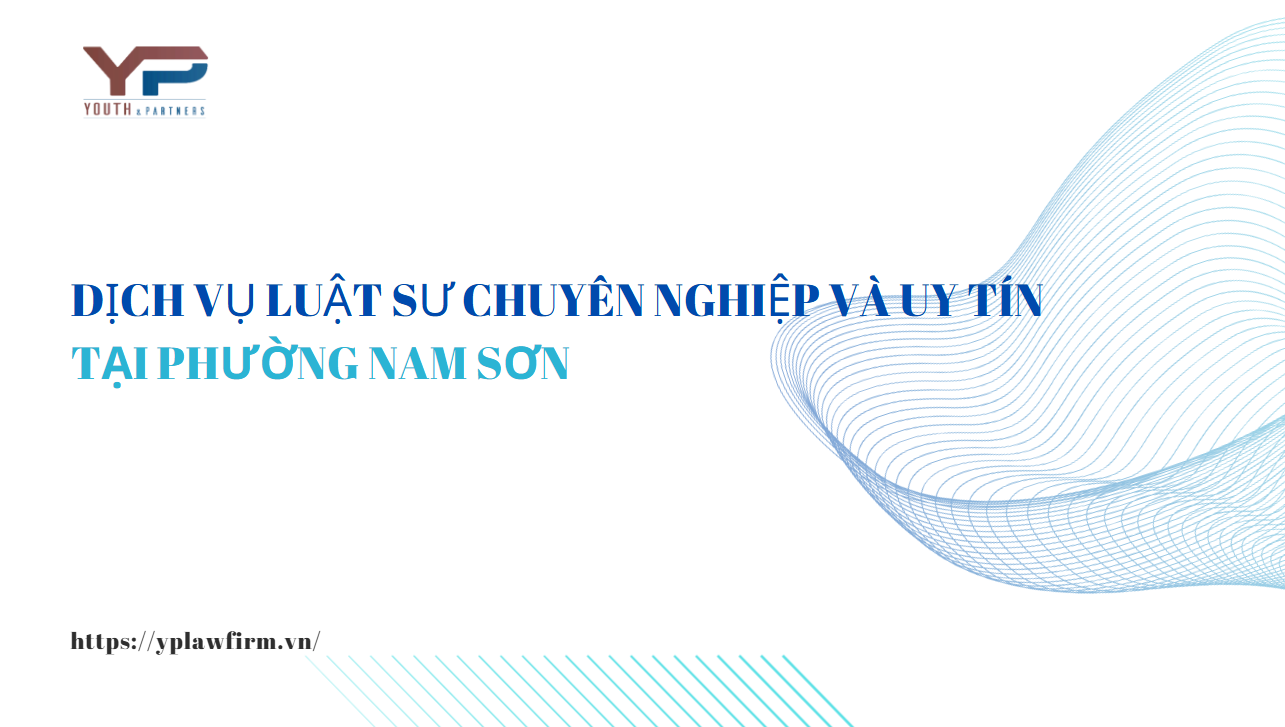 YP
YOUTH & PARTNERS
DỊCH VỤ LUẬT SƯ CHUYÊN NGHIỆP VÀ UY TÍN
TẠI PHƯỜNG NAM SƠN
https://yplawfirm.vn/